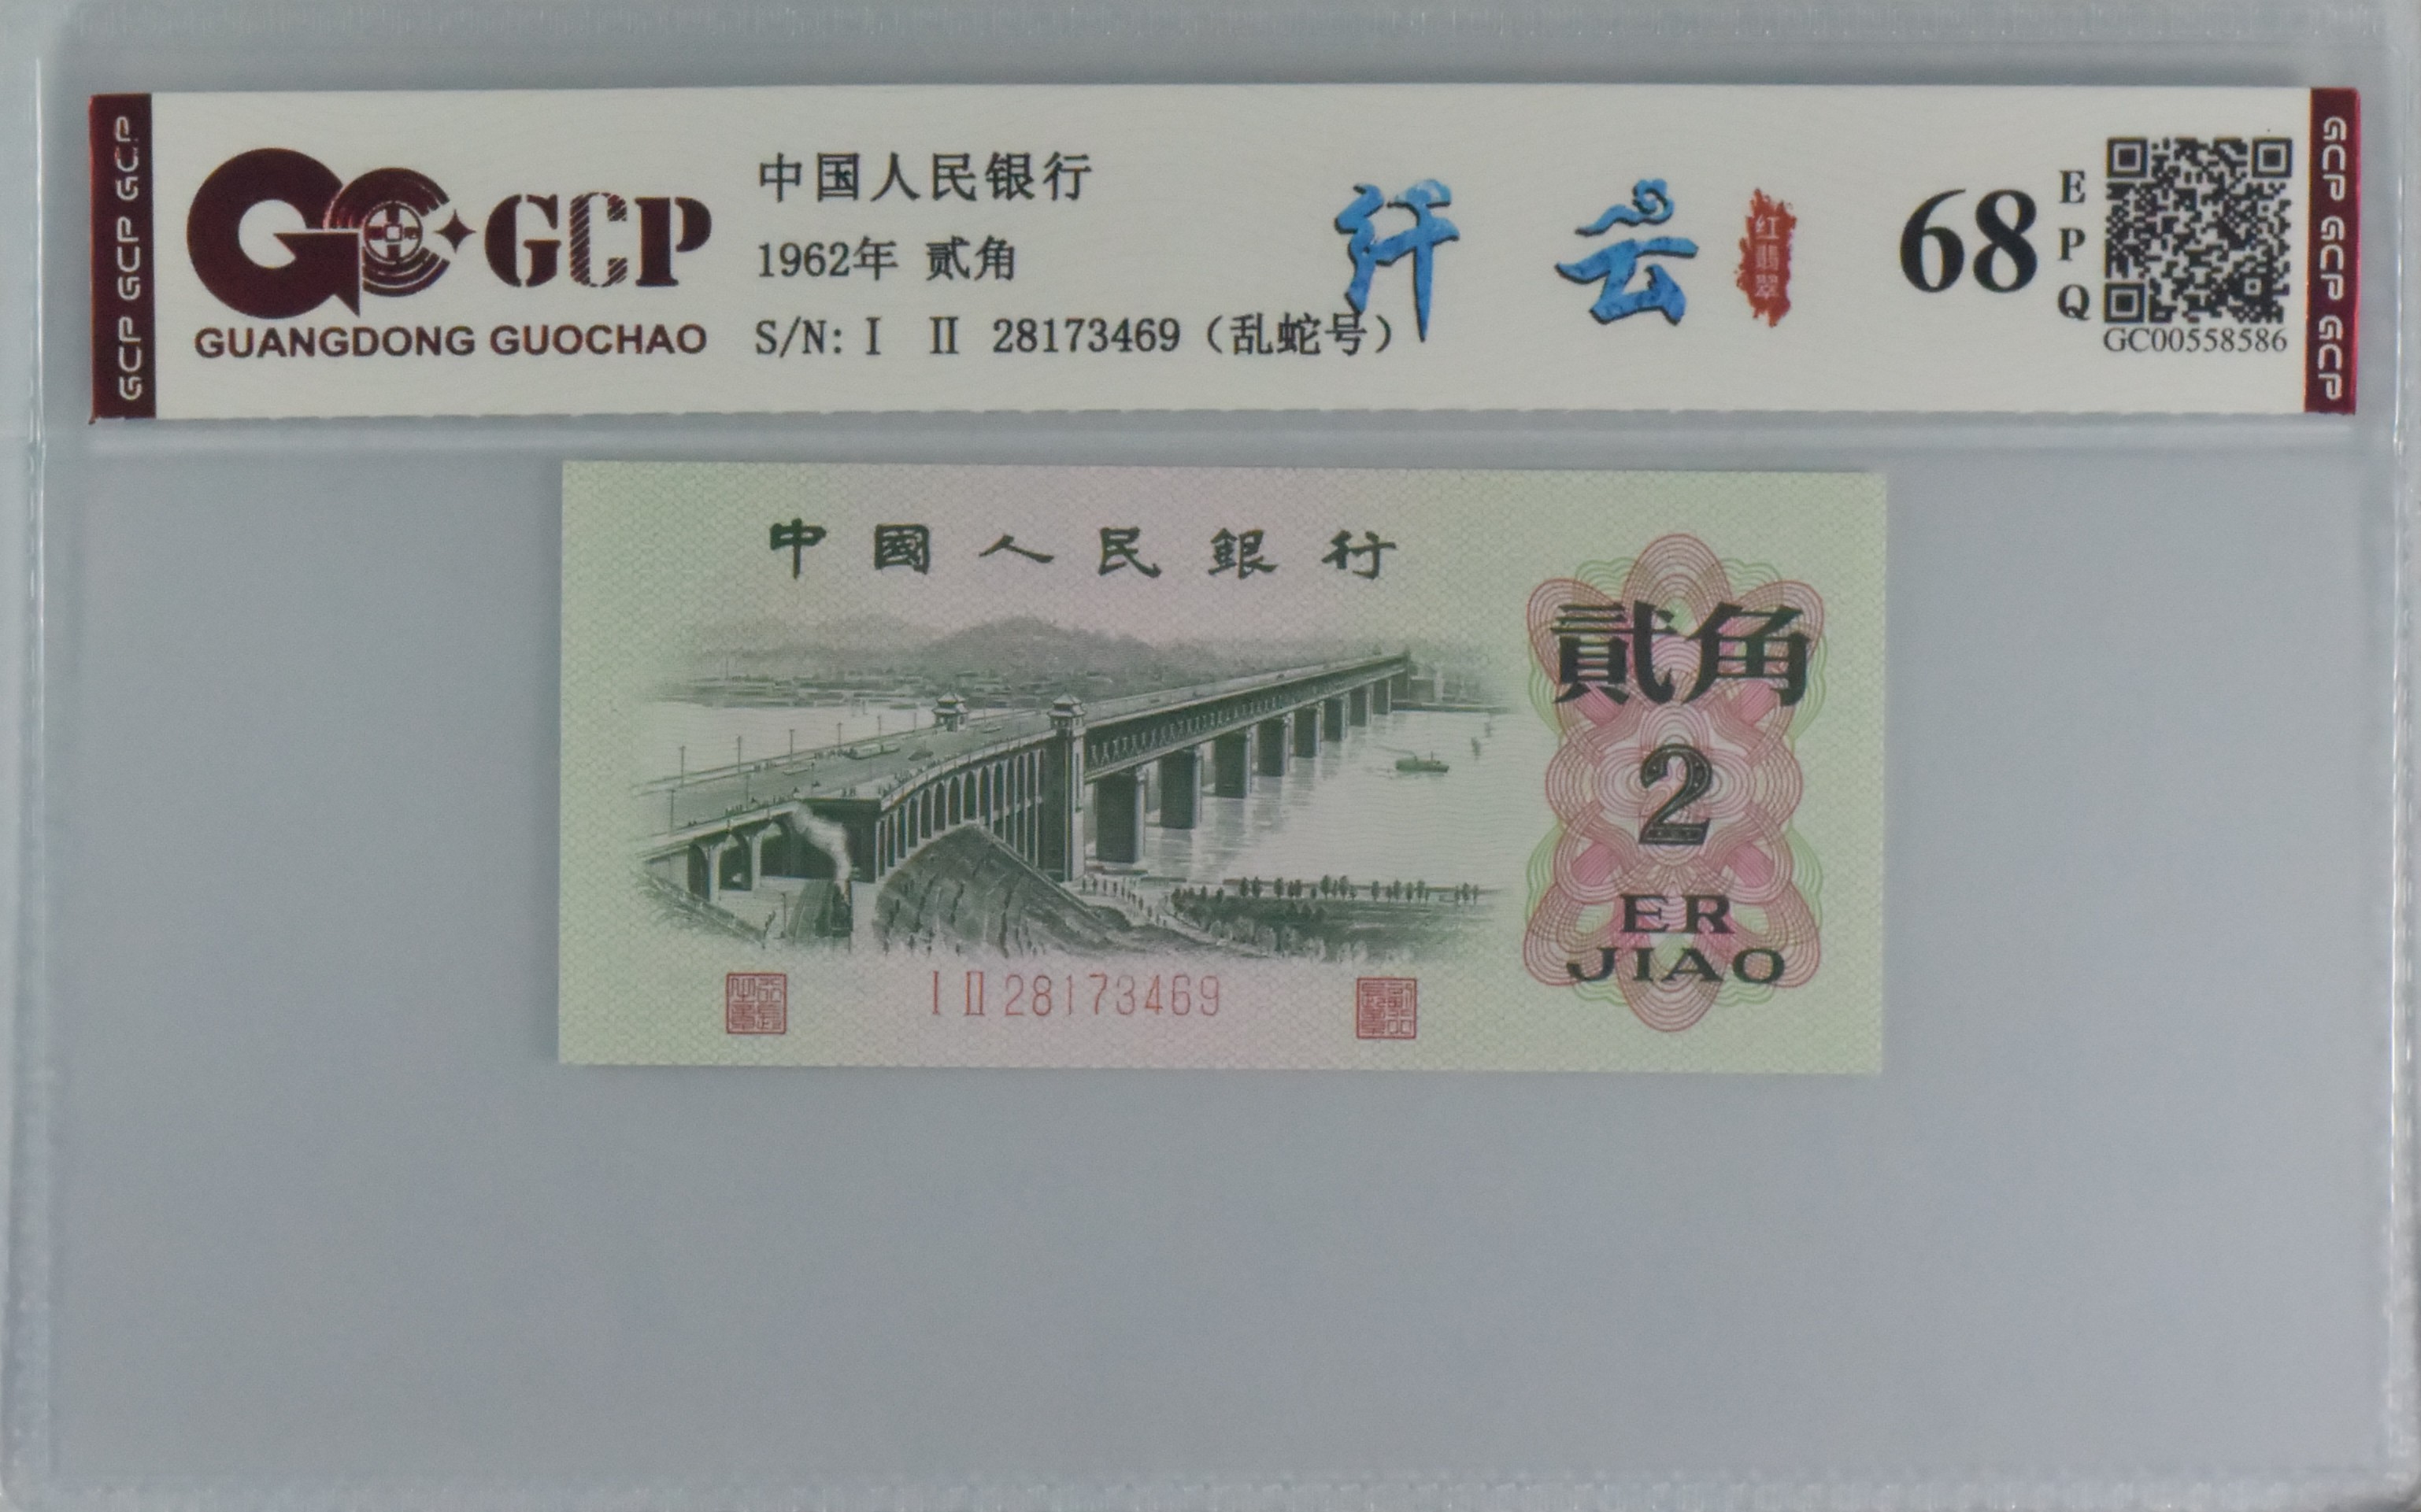 GCP GCP GCP
GCP
GUANGDONG GUOCHAO
中国人民银行
1962年 贰角
S/N: I II 28173469（乱蛇号）
纤云
红翡翠
68
EPQ
GC00558586
GCP GCP GCP
中國人民銀行
貳角
2
ER
JIAO
I II 28173469